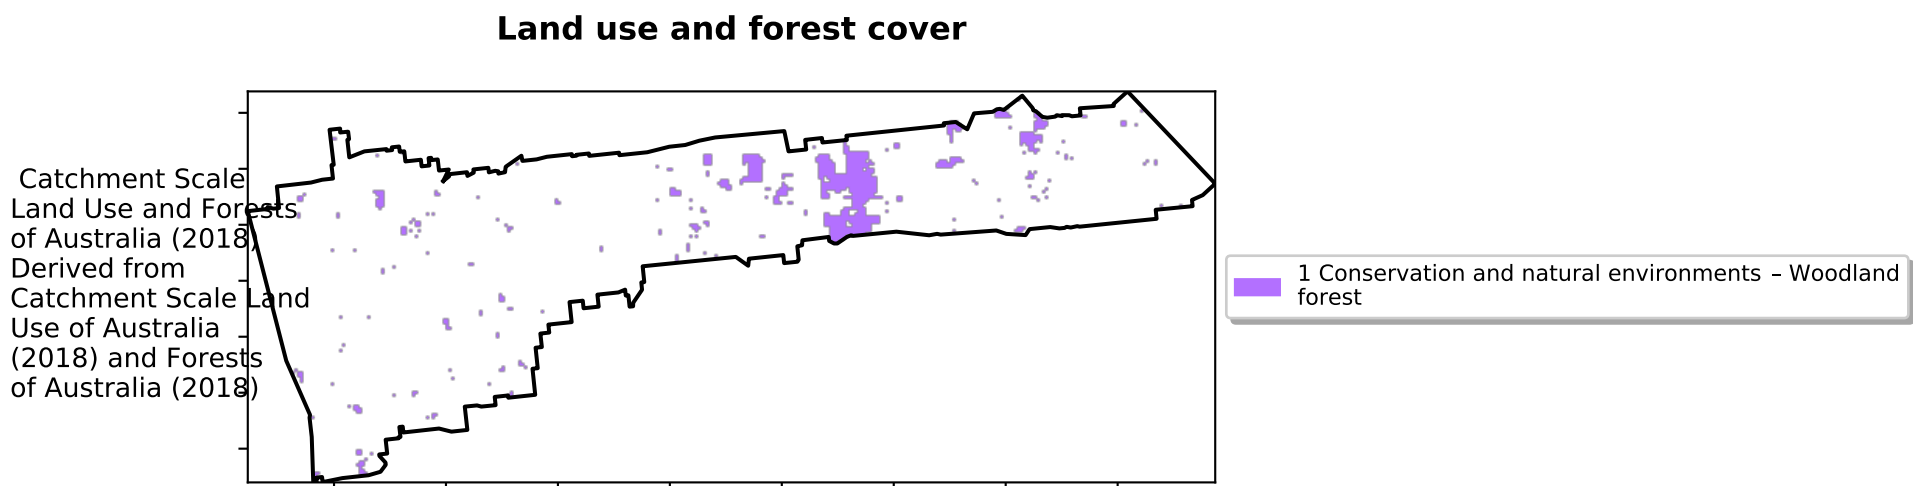 Land use and forest cover
Catchment Scale
Land Use and Forests
of Australia (2018)
Derived from
Catchment Scale Land
Use of Australia
(2018) and Forests
of Australia (2018)
1 Conservation and natural environments – Woodland
forest